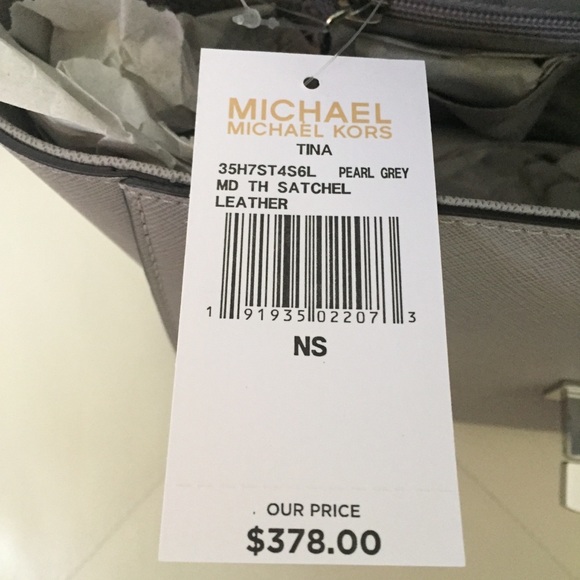 MICHAEL
MICHAEL KORS
TINA
35H7ST4S6L PEARL GREY
MD TH SATCHEL
LEATHER
1 91935 02207 3
NS
OUR PRICE
$378.00